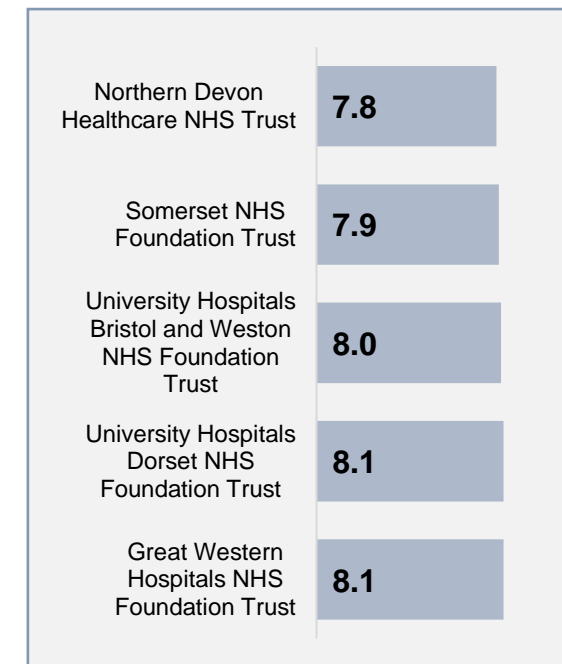 Northern Devon
Healthcare NHS Trust
7.8
Somerset NHS
Foundation Trust
7.9
University Hospitals
Bristol and Weston
NHS Foundation
Trust
8.0
University Hospitals
Dorset NHS
Foundation Trust
8.1
Great Western
Hospitals NHS
Foundation Trust
8.1